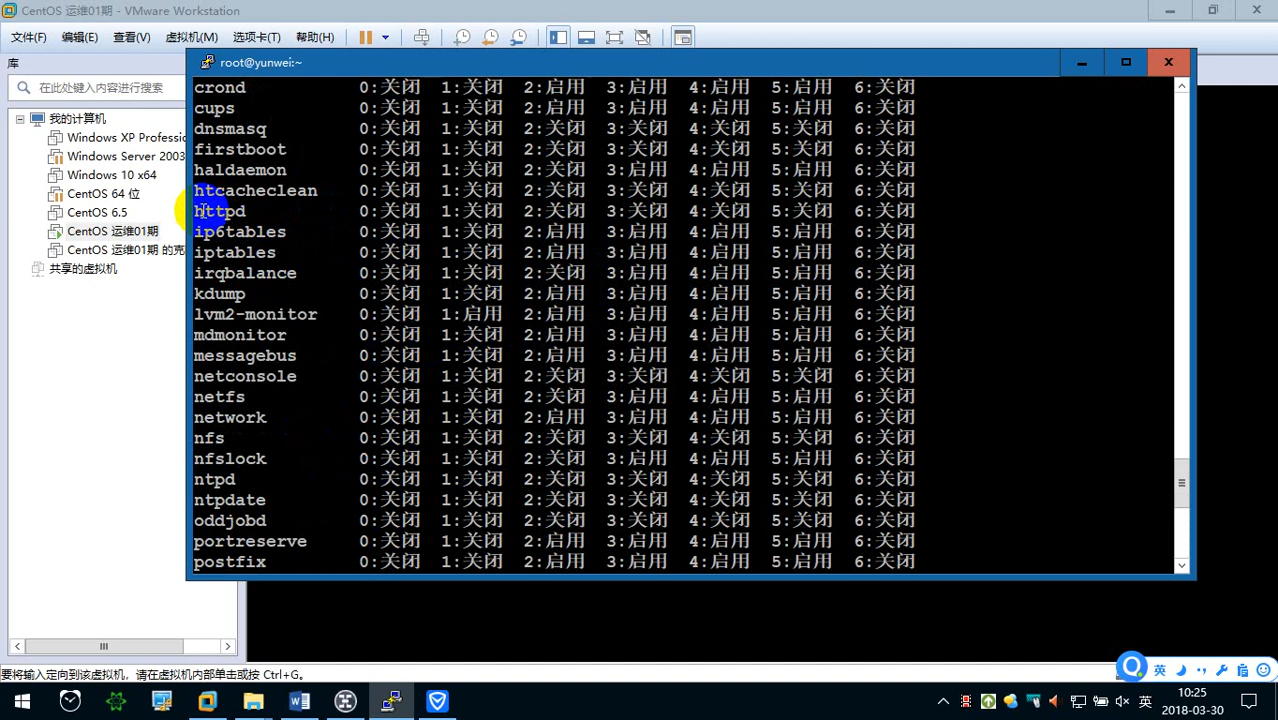 CentOS 运维01期 - VMware Workstation
文件(F) 编辑(E) 查看(V) 虚拟机(M) 选项卡(T) 帮助(H)
库
在此处键入内容进行搜索
我的计算机
Windows XP Professic
Windows Server 2003
Windows 10 x64
CentOS 64 位
CentOS 6.5
CentOS 运维01期
CentOS 运维01期 的克
共享的虚拟机
root@yunwei:~
crond 0:关闭 1:关闭 2:启用 3:启用 4:启用 5:启用 6:关闭
cups 0:关闭 1:关闭 2:启用 3:启用 4:启用 5:启用 6:关闭
dnsmasq 0:关闭 1:关闭 2:关闭 3:关闭 4:关闭 5:关闭 6:关闭
firstboot 0:关闭 1:关闭 2:关闭 3:关闭 4:关闭 5:关闭 6:关闭
haldaemon 0:关闭 1:关闭 2:关闭 3:启用 4:启用 5:启用 6:关闭
htcacheclean 0:关闭 1:关闭 2:关闭 3:关闭 4:关闭 5:关闭 6:关闭
httpd 0:关闭 1:关闭 2:关闭 3:关闭 4:关闭 5:关闭 6:关闭
ip6tables 0:关闭 1:关闭 2:启用 3:启用 4:启用 5:启用 6:关闭
iptables 0:关闭 1:关闭 2:启用 3:启用 4:启用 5:启用 6:关闭
irqbalance 0:关闭 1:关闭 2:关闭 3:启用 4:启用 5:启用 6:关闭
kdump 0:关闭 1:关闭 2:启用 3:启用 4:启用 5:启用 6:关闭
lvm2-monitor 0:关闭 1:启用 2:启用 3:启用 4:启用 5:启用 6:关闭
mdmonitor 0:关闭 1:关闭 2:启用 3:启用 4:启用 5:启用 6:关闭
messagebus 0:关闭 1:关闭 2:启用 3:启用 4:启用 5:启用 6:关闭
netconsole 0:关闭 1:关闭 2:关闭 3:关闭 4:关闭 5:关闭 6:关闭
netfs 0:关闭 1:关闭 2:关闭 3:启用 4:启用 5:启用 6:关闭
network 0:关闭 1:关闭 2:启用 3:启用 4:启用 5:启用 6:关闭
nfs 0:关闭 1:关闭 2:关闭 3:关闭 4:关闭 5:关闭 6:关闭
nfslock 0:关闭 1:关闭 2:关闭 3:启用 4:启用 5:启用 6:关闭
ntpd 0:关闭 1:关闭 2:关闭 3:关闭 4:关闭 5:关闭 6:关闭
ntpdate 0:关闭 1:关闭 2:关闭 3:关闭 4:关闭 5:关闭 6:关闭
oddjobd 0:关闭 1:关闭 2:关闭 3:关闭 4:关闭 5:关闭 6:关闭
portreserve 0:关闭 1:关闭 2:启用 3:启用 4:启用 5:启用 6:关闭
postfix 0:关闭 1:关闭 2:启用 3:启用 4:启用 5:启用 6:关闭
要将输入定向到该虚拟机，请在虚拟机内部单击或按 Ctrl+G。
英
英
10:25
2018-03-30